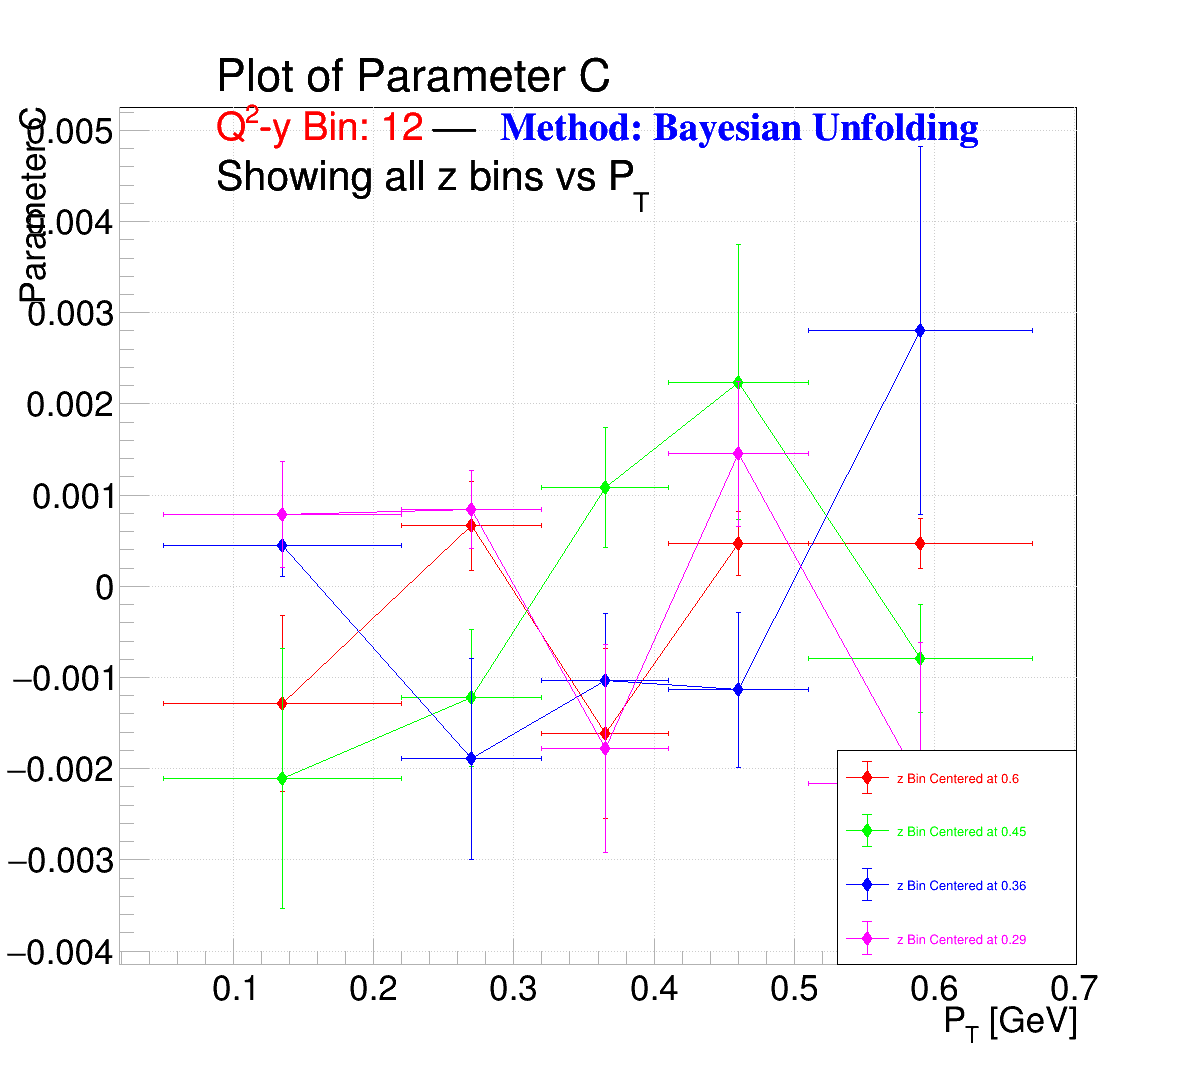 Plot of Parameter C
Q²-y Bin: 12 — Method: Bayesian Unfolding
Showing all z bins vs P_T
Parameter C
0.005
0.004
0.003
0.002
0.001
0
−0.001
−0.002
−0.003
−0.004
z Bin Centered at 0.6
z Bin Centered at 0.45
z Bin Centered at 0.36
z Bin Centered at 0.29
0.1 0.2 0.3 0.4 0.5 0.6 0.7
P_T [GeV]